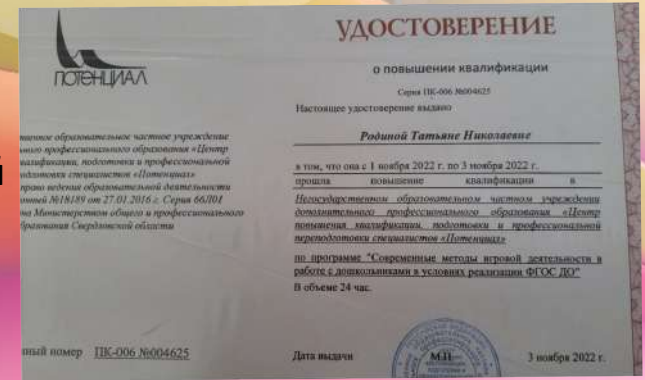 ПОТЕНЦИАЛ
образовательное частное учреждение
профессионального образования «Центр
квалификации, подготовки и профессиональной
специалистов «Потенциал»
право ведения образовательной деятельности
№18189 от 27.01.2016 г. Серия 66Л01
Министерством общего и профессионального
образования Свердловской области
номер ПК-006 №004625
УДОСТОВЕРЕНИЕ
о повышении квалификации
Серия ПК-006 №004625
Настоящее удостоверение выдано
Родиной Татьяне Николаевне
в том, что она с 1 ноября 2022 г. по 3 ноября 2022 г.
прошла повышение квалификации в
Негосударственном образовательном частном учреждении
дополнительного профессионального образования «Центр
повышения квалификации, подготовки и профессиональной
переподготовки специалистов «Потенциал»
по программе "Современные методы игровой деятельности в
работе с дошкольниками в условиях реализации ФГОС ДО"
В объеме 24 час.
Дата выдачи М.П. 3 ноября 2022 г.